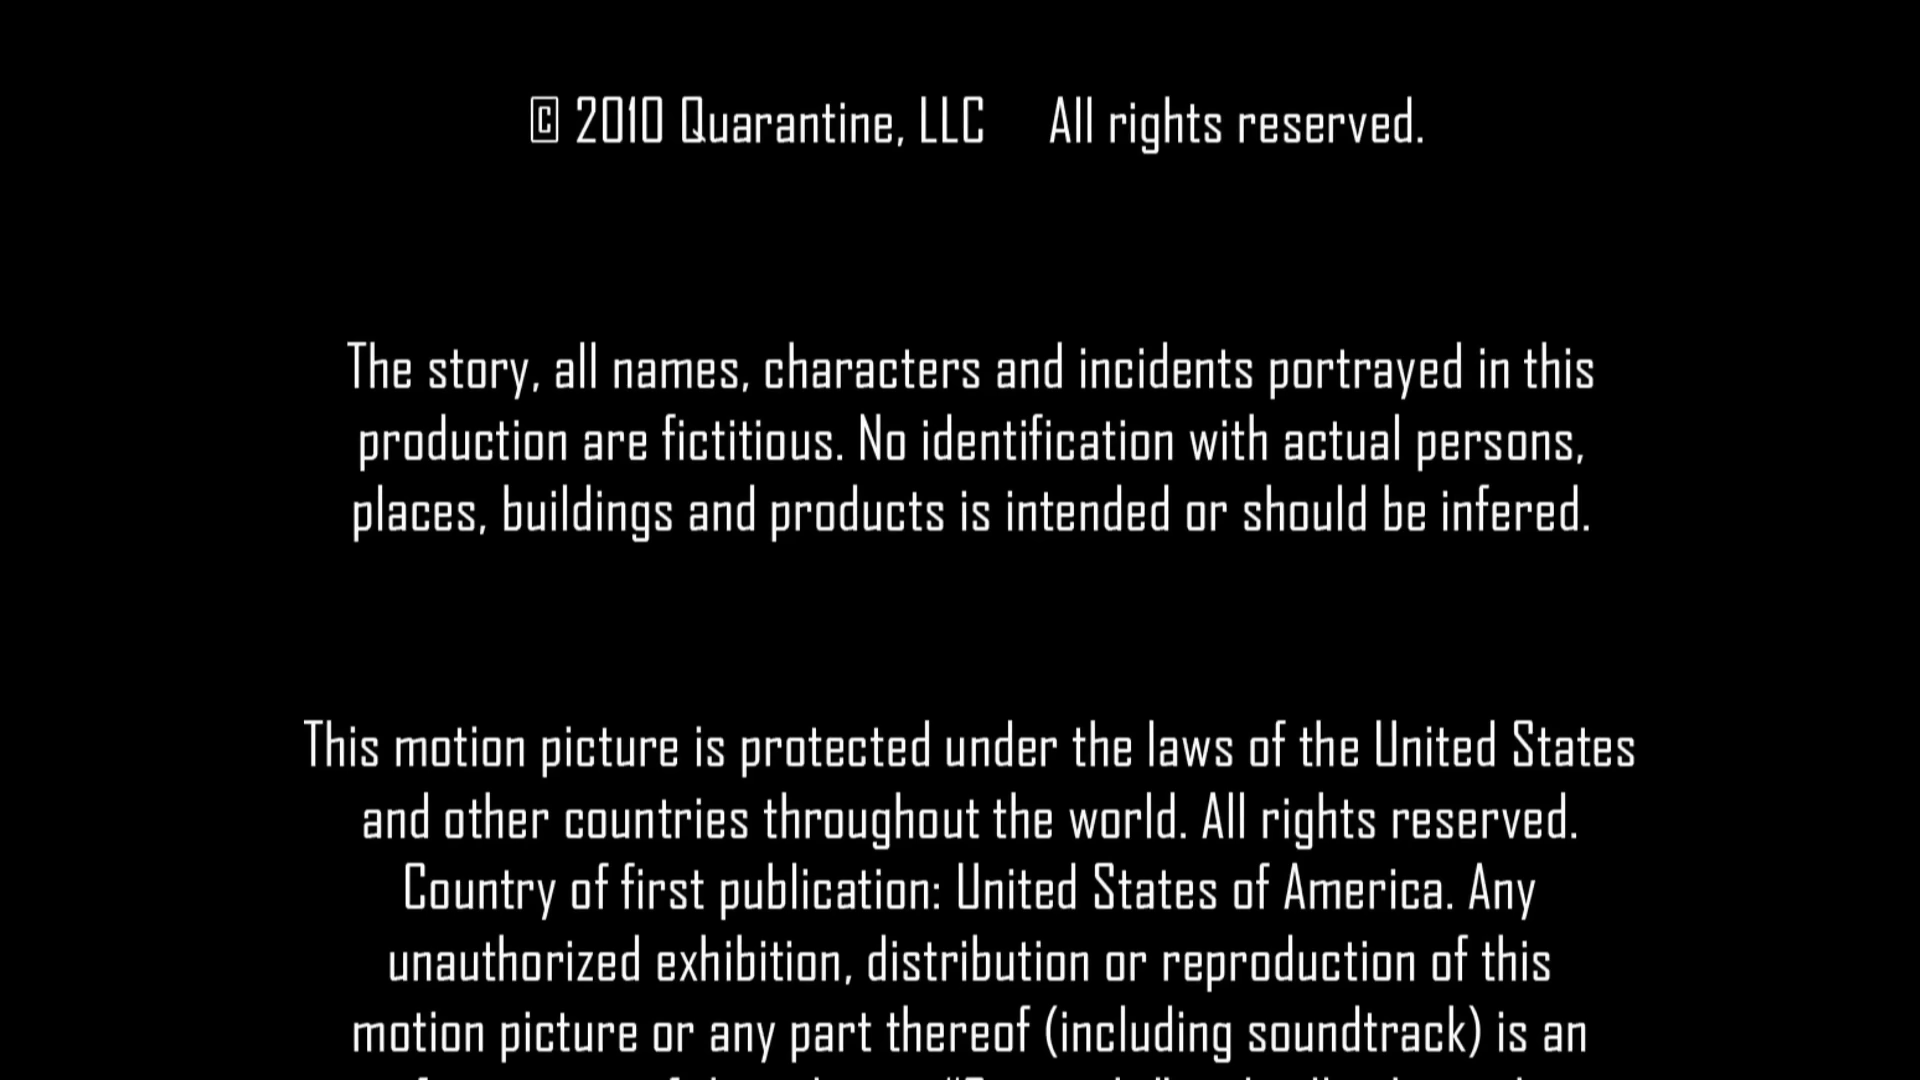 © 2010 Quarantine, LLC All rights reserved.
The story, all names, characters and incidents portrayed in this
production are fictitious. No identification with actual persons,
places, buildings and products is intended or should be infered.
This motion picture is protected under the laws of the United States
and other countries throughout the world. All rights reserved.
Country of first publication: United States of America. Any
unauthorized exhibition, distribution or reproduction of this
motion picture or any part thereof (including soundtrack) is an